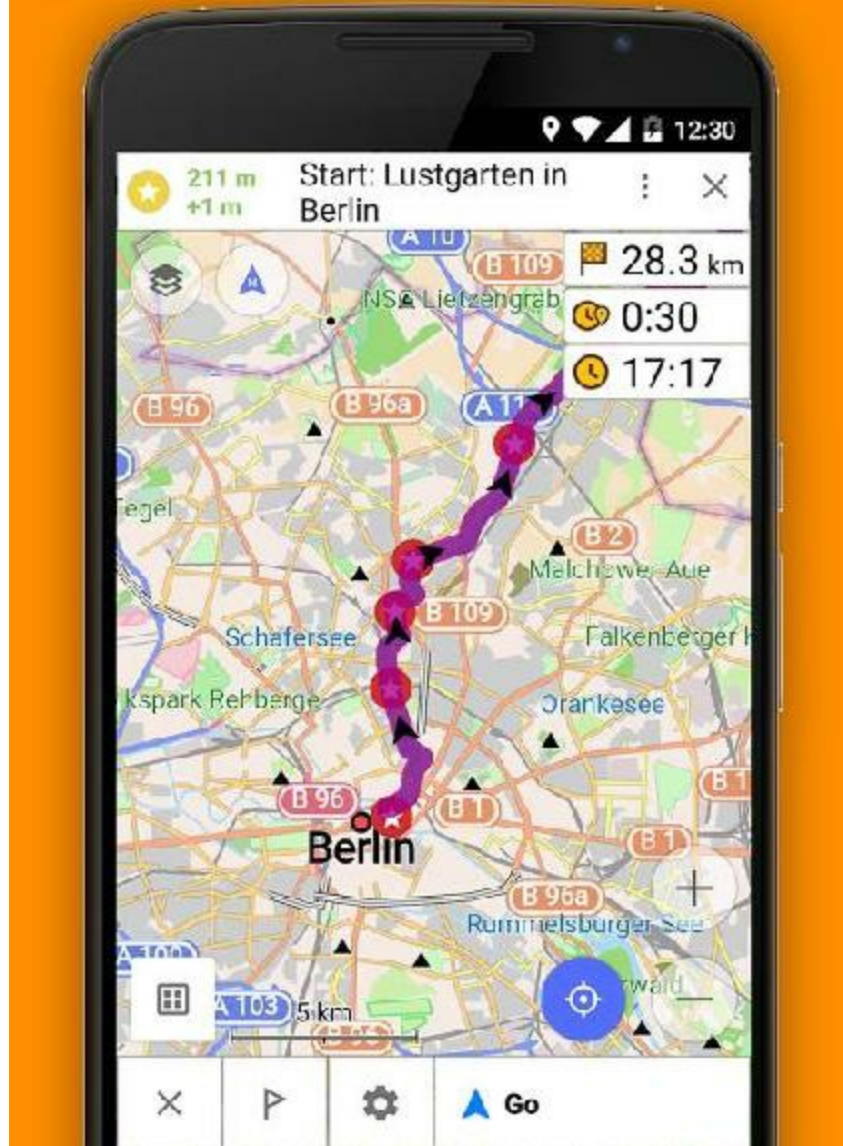 12:30
211 m
+1 m
Start: Lustgarten in
Berlin
A 10
B 109
28.3 km
NSG Lietzengrab
0:30
17:17
B 96
B 96a
A 11
Tegel
B 2
Malchower Aue
B 109
Schäfersee
Falkenberger
kspark Rehberge
Orankesee
B 1
B 96
B 1
Berlin
B 1
B 96a
Rummelsburger See
A 100
rwald
A 103
5 km
Go